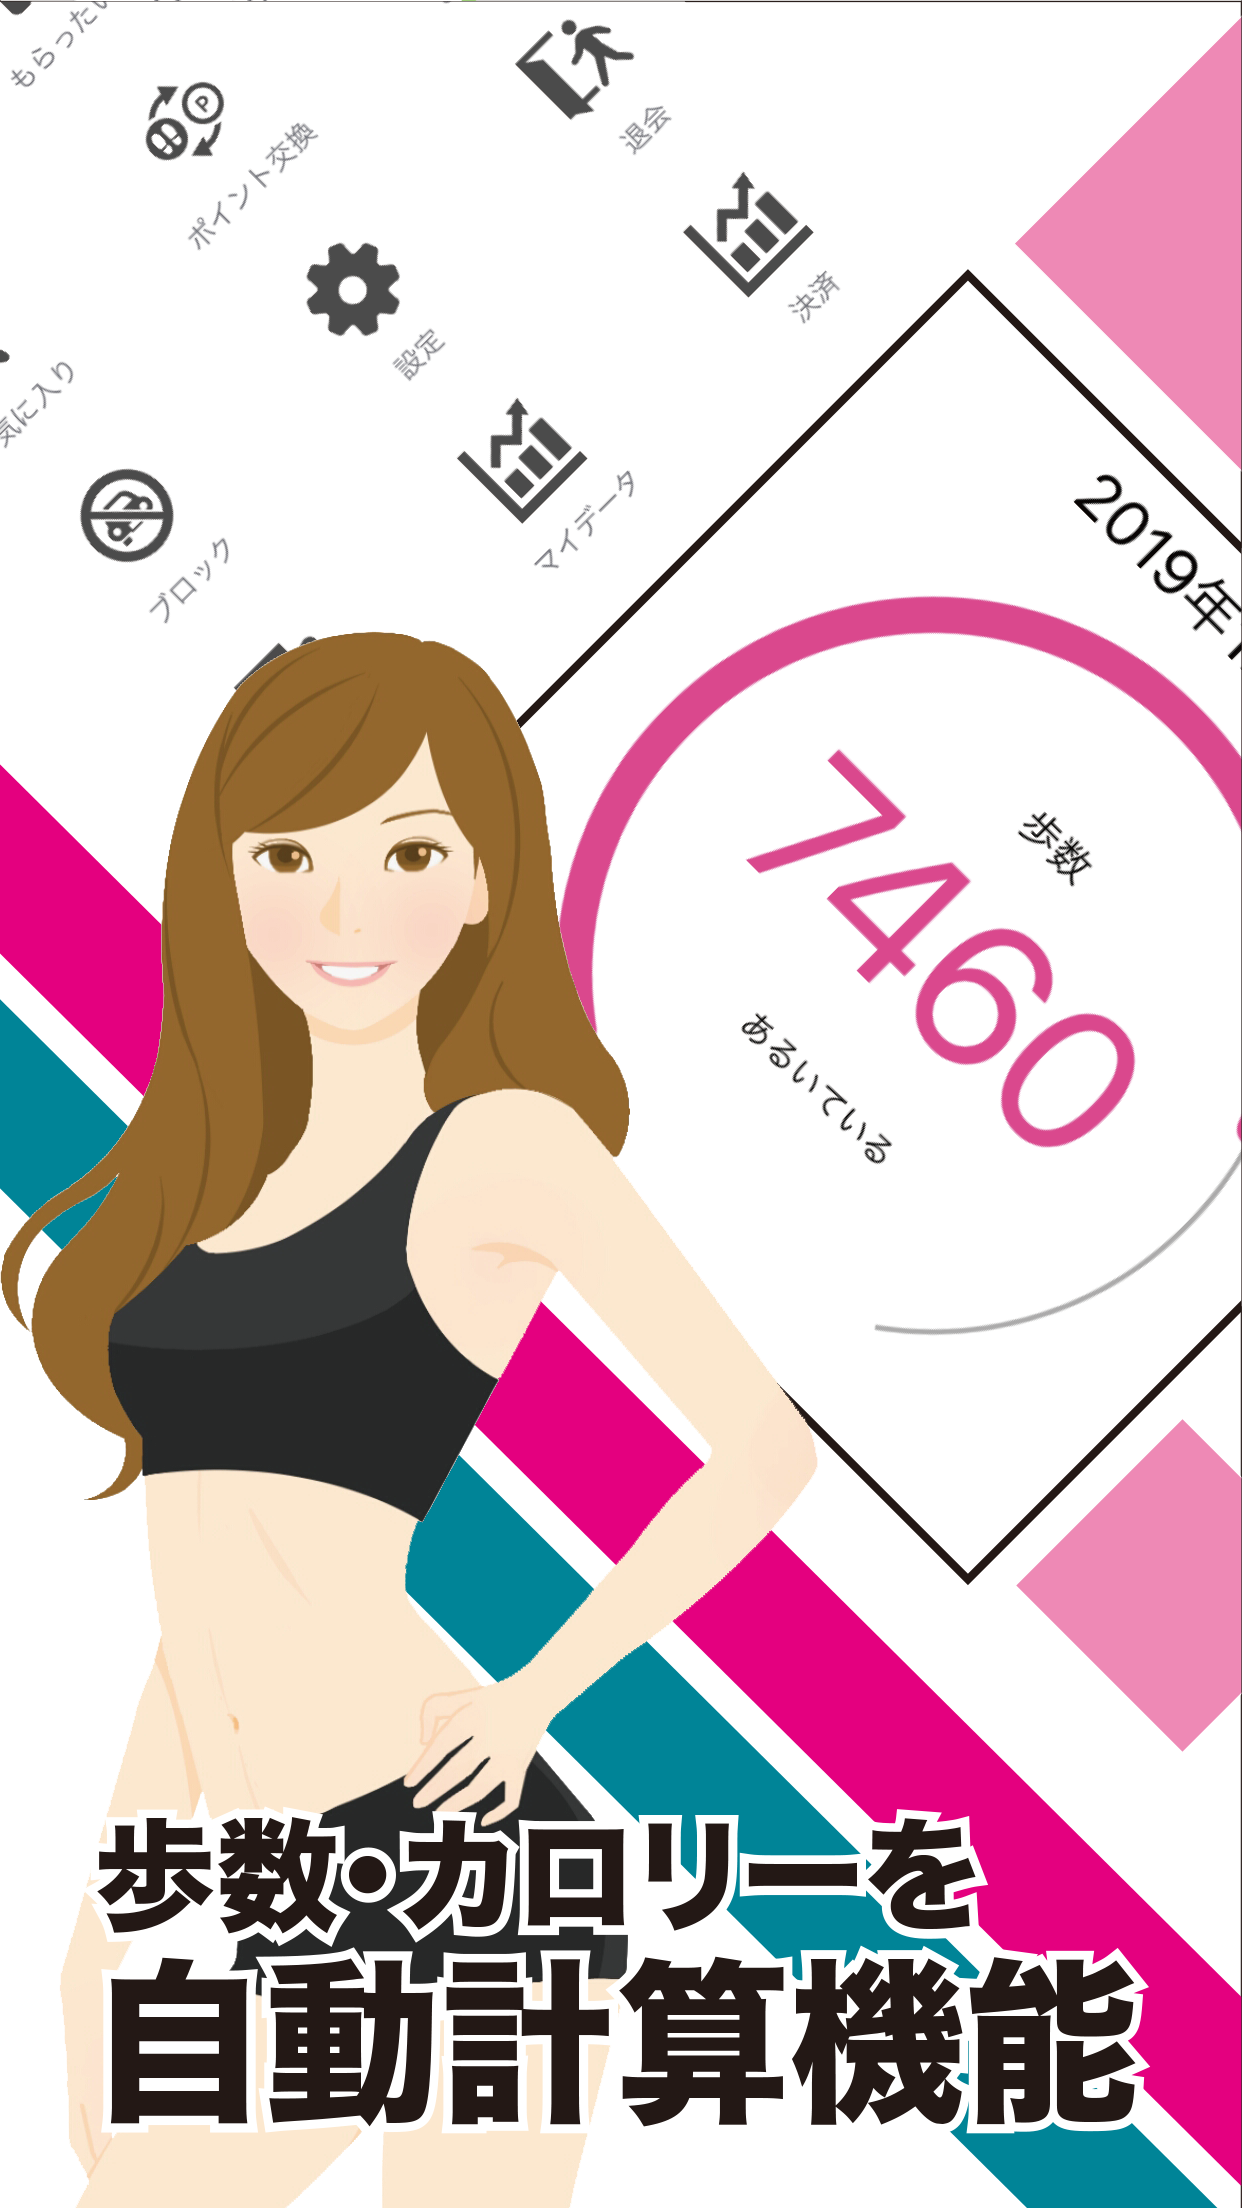 もらったい
ポイント交換
退会
設定
決済
気に入り
ブロック
マイデータ
2019年
歩数
7460
あるいている
歩数・カロリーを
自動計算機能